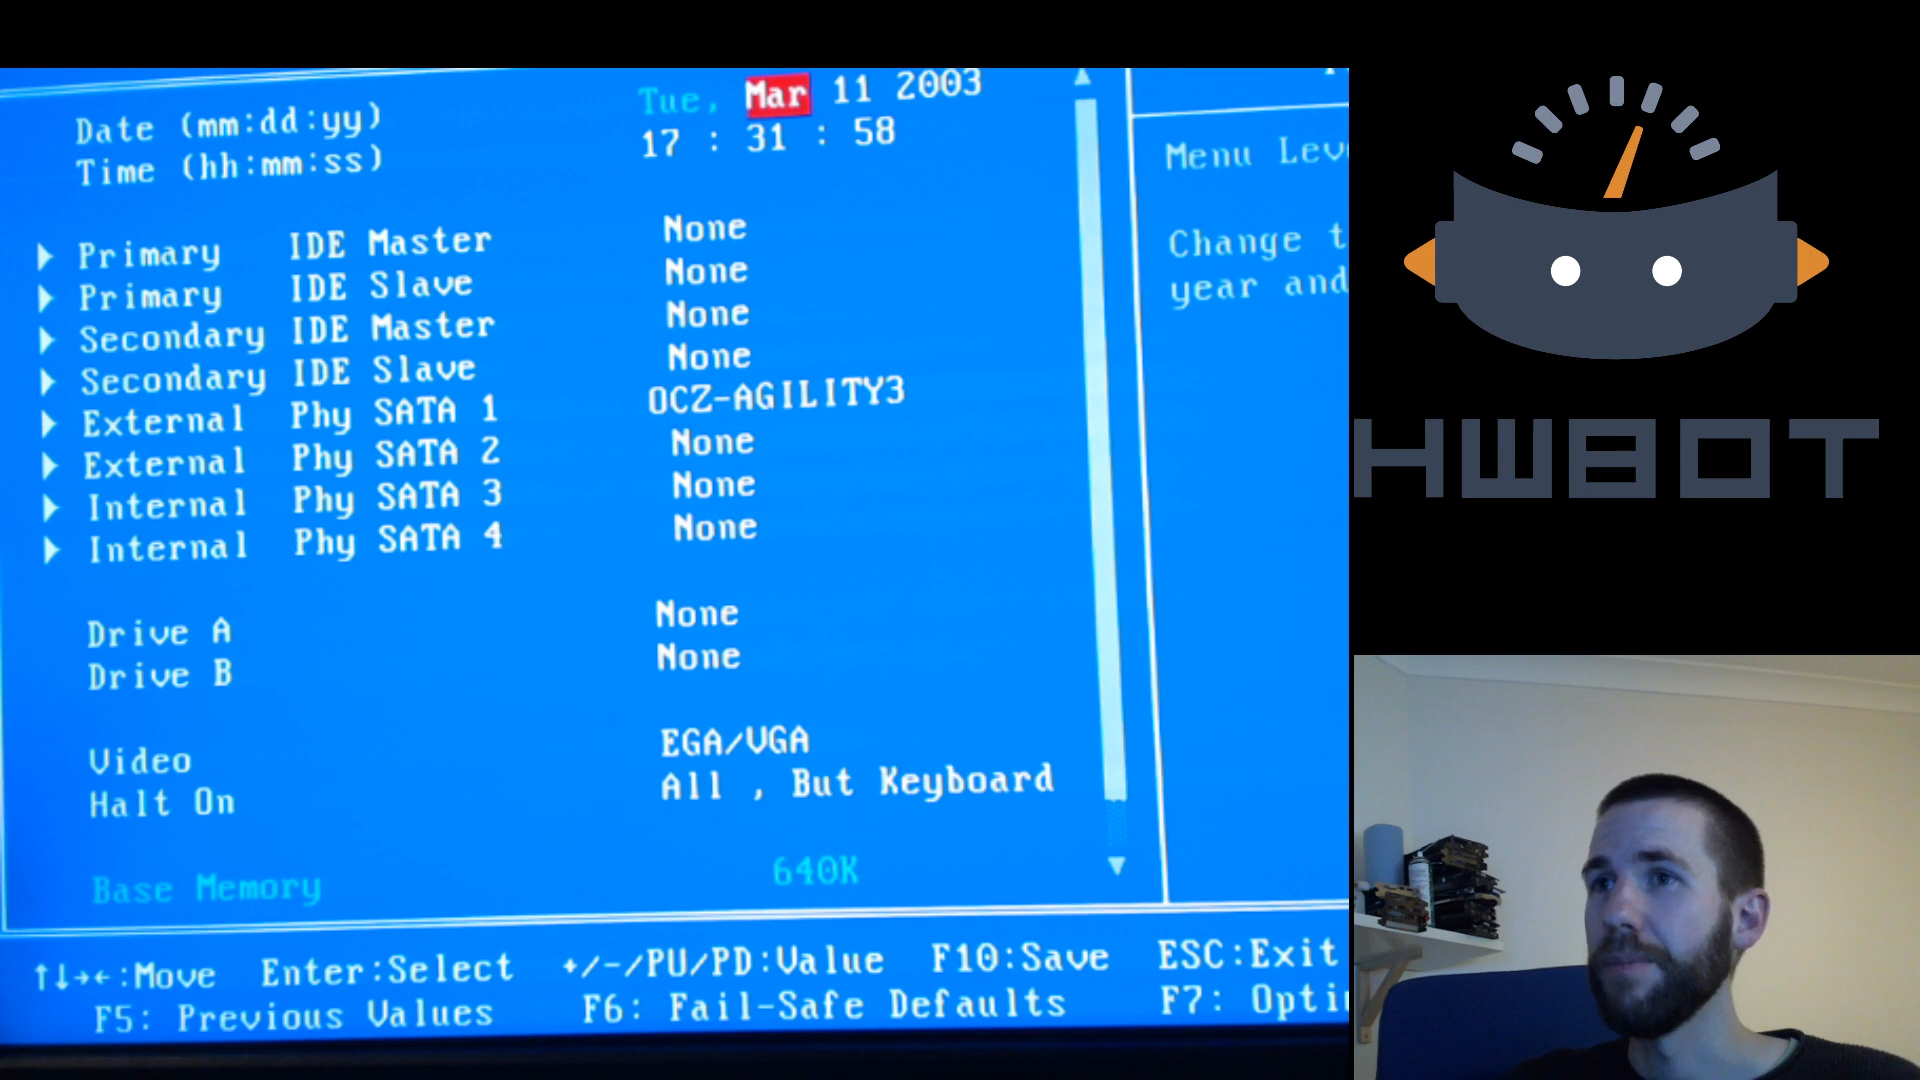 Date (mm:dd:yy) Tue, Mar 11 2003
Time (hh:mm:ss) 17 : 31 : 58
Primary IDE Master None
Primary IDE Slave None
Secondary IDE Master None
Secondary IDE Slave None
External Phy SATA 1 OCZ-AGILITY3
External Phy SATA 2 None
Internal Phy SATA 3 None
Internal Phy SATA 4 None
Drive A None
Drive B None
Video EGA/VGA
Halt On All , But Keyboard
Base Memory 640K
Menu Lev
Change t
year and
↑↓→←:Move Enter:Select +/-/PU/PD:Value F10:Save ESC:Exit
F5: Previous Values F6: Fail-Safe Defaults F7: Opti
HWBOT